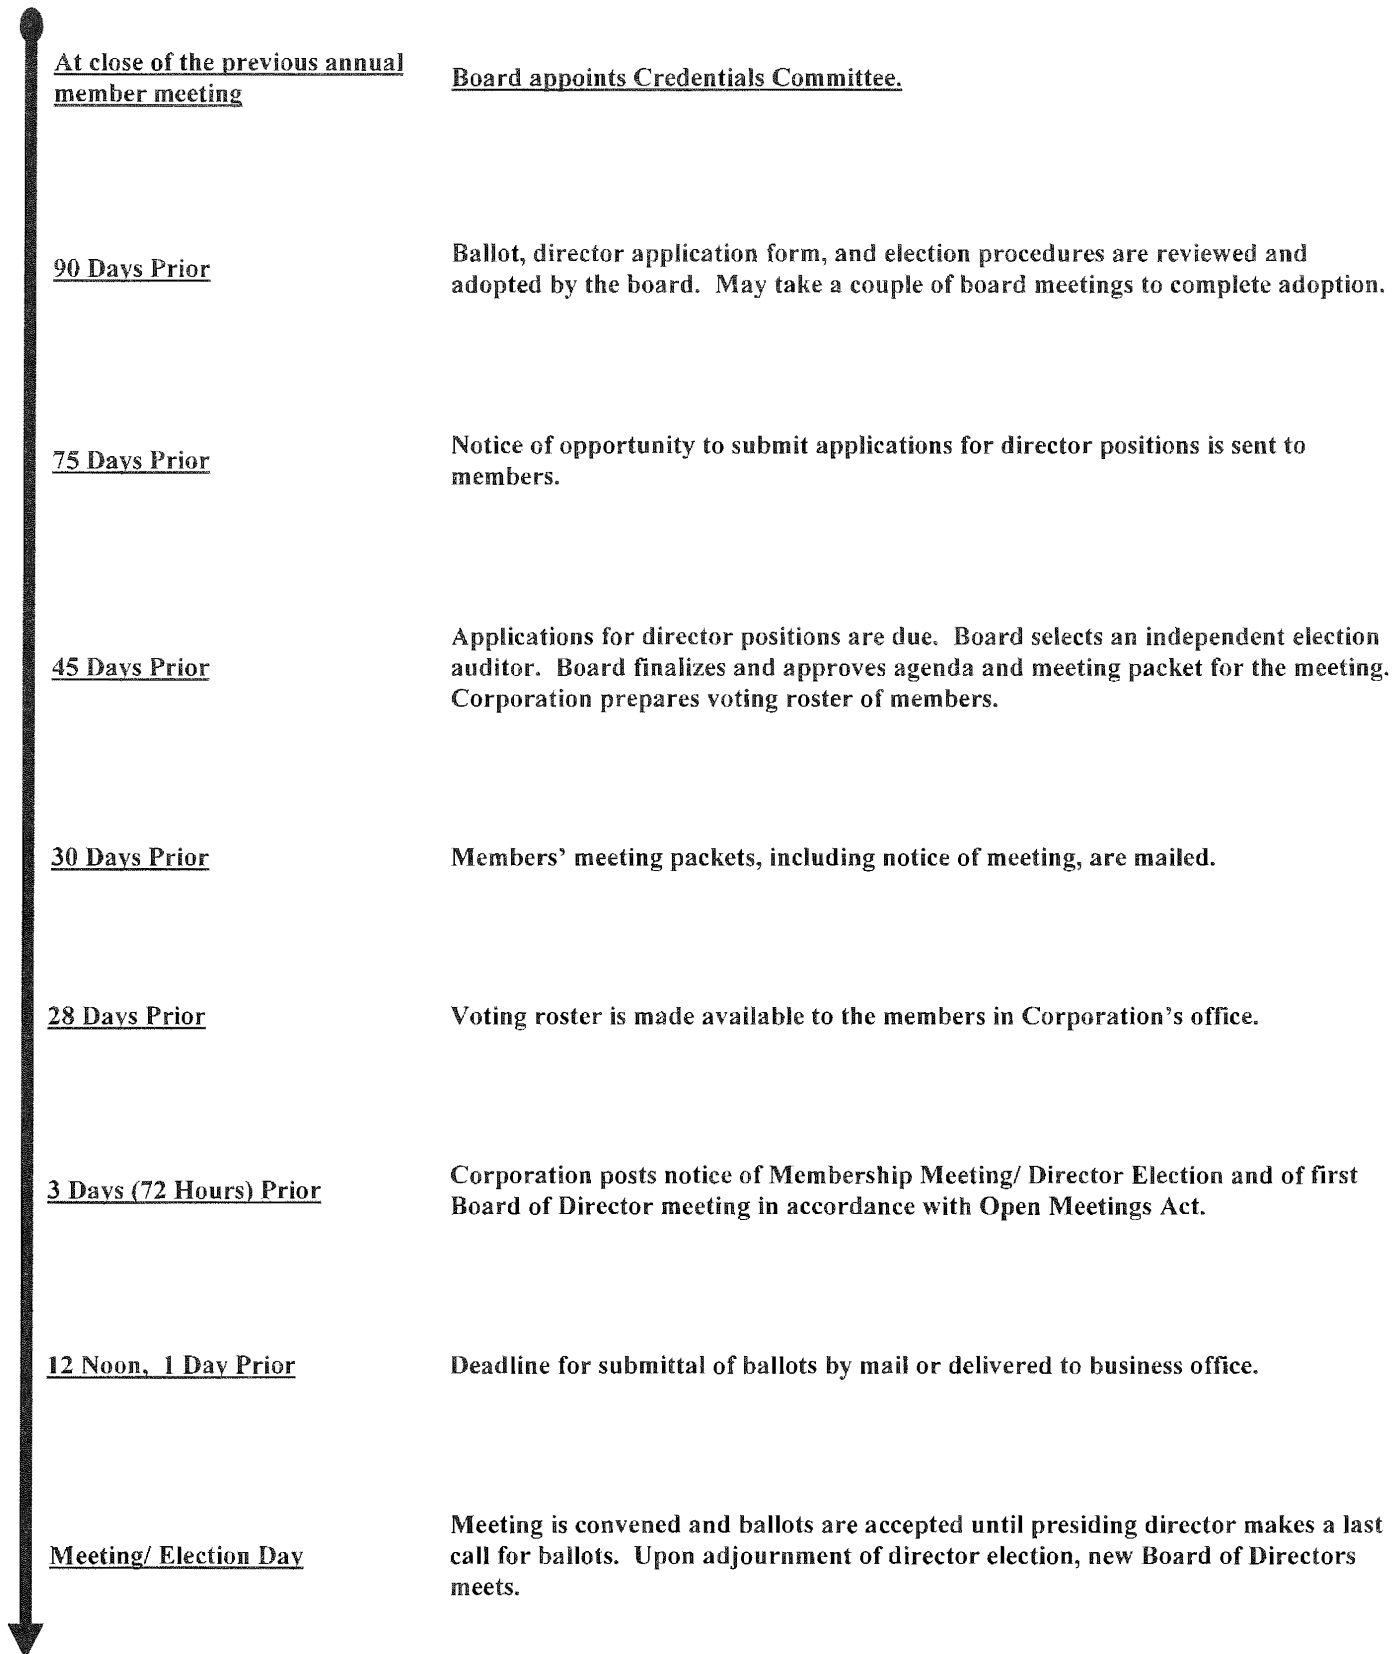 At close of the previous annual
member meeting
Board appoints Credentials Committee.
90 Days Prior
Ballot, director application form, and election procedures are reviewed and
adopted by the board.  May take a couple of board meetings to complete adoption.
75 Days Prior
Notice of opportunity to submit applications for director positions is sent to
members.
45 Days Prior
Applications for director positions are due.  Board selects an independent election
auditor.  Board finalizes and approves agenda and meeting packet for the meeting.
Corporation prepares voting roster of members.
30 Days Prior
Members’ meeting packets, including notice of meeting, are mailed.
28 Days Prior
Voting roster is made available to the members in Corporation’s office.
3 Days (72 Hours) Prior
Corporation posts notice of Membership Meeting/ Director Election and of first
Board of Director meeting in accordance with Open Meetings Act.
12 Noon,  1 Day Prior
Deadline for submittal of ballots by mail or delivered to business office.
Meeting/ Election Day
Meeting is convened and ballots are accepted until presiding director makes a last
call for ballots.  Upon adjournment of director election, new Board of Directors
meets.